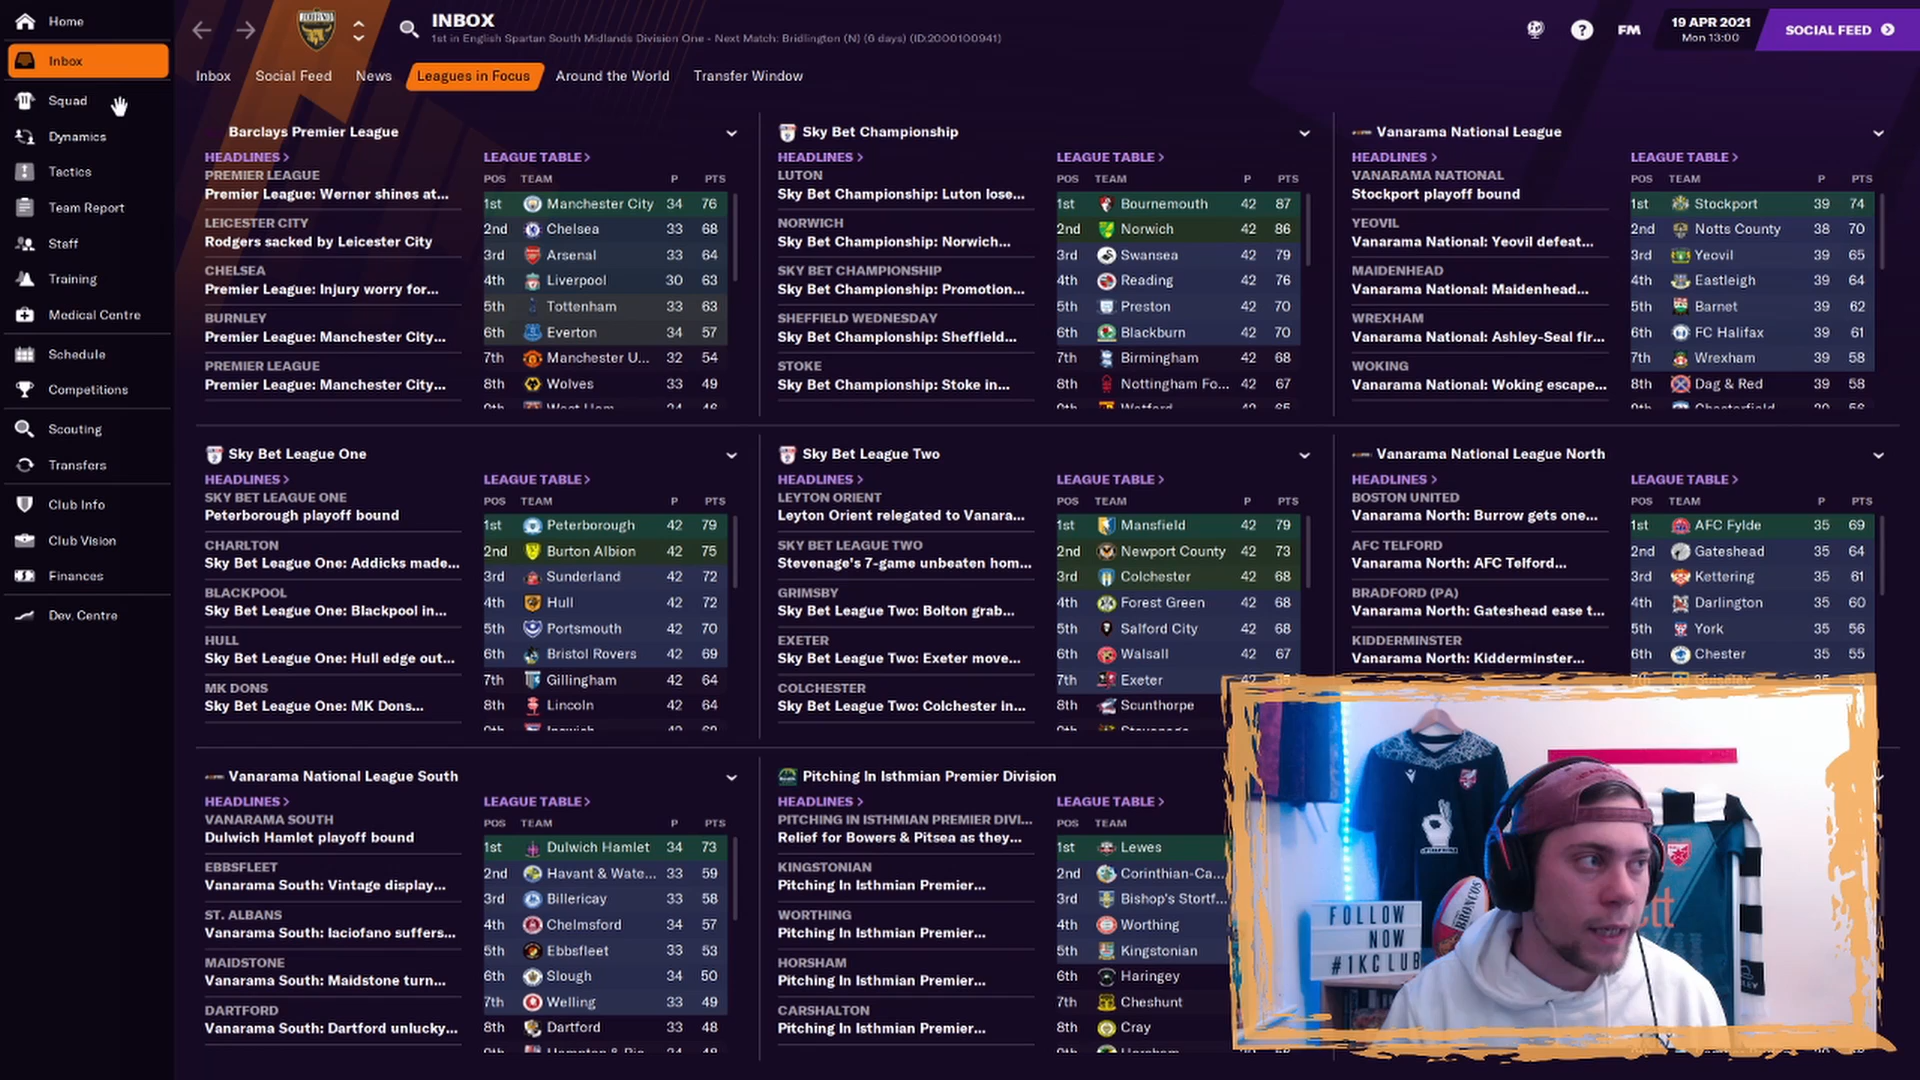 Home
Inbox
Squad
Dynamics
Tactics
Team Report
Staff
Training
Medical Centre
Schedule
Competitions
Scouting
Transfers
Club Info
Club Vision
Finances
Dev. Centre
INBOX
1st in English Spartan South Midlands Division One - Next Match: Bridlington (N) (6 days) (ID:2000100941)
FM
19 APR 2021
Mon 13:00
SOCIAL FEED
Inbox Social Feed News Leagues in Focus Around the World Transfer Window
Barclays Premier League
HEADLINES >
PREMIER LEAGUE
Premier League: Werner shines at...
LEICESTER CITY
Rodgers sacked by Leicester City
CHELSEA
Premier League: Injury worry for...
BURNLEY
Premier League: Manchester City...
PREMIER LEAGUE
Premier League: Manchester City...
LEAGUE TABLE >
POS TEAM P PTS
1st Manchester City 34 76
2nd Chelsea 33 68
3rd Arsenal 33 64
4th Liverpool 30 63
5th Tottenham 33 63
6th Everton 34 57
7th Manchester U... 32 54
8th Wolves 33 49
9th West Ham 34 46
Sky Bet Championship
HEADLINES >
LUTON
Sky Bet Championship: Luton lose...
NORWICH
Sky Bet Championship: Norwich...
SKY BET CHAMPIONSHIP
Sky Bet Championship: Promotion...
SHEFFIELD WEDNESDAY
Sky Bet Championship: Sheffield...
STOKE
Sky Bet Championship: Stoke in...
LEAGUE TABLE >
POS TEAM P PTS
1st Bournemouth 42 87
2nd Norwich 42 86
3rd Swansea 42 79
4th Reading 42 76
5th Preston 42 70
6th Blackburn 42 70
7th Birmingham 42 68
8th Nottingham Fo... 42 67
9th Watford 42 65
Vanarama National League
HEADLINES >
VANARAMA NATIONAL
Stockport playoff bound
YEOVIL
Vanarama National: Yeovil defeat...
MAIDENHEAD
Vanarama National: Maidenhead...
WREXHAM
Vanarama National: Ashley-Seal fir...
WOKING
Vanarama National: Woking escape...
LEAGUE TABLE >
POS TEAM P PTS
1st Stockport 39 74
2nd Notts County 38 70
3rd Yeovil 39 65
4th Eastleigh 39 64
5th Barnet 39 62
6th FC Halifax 39 61
7th Wrexham 39 58
8th Dag & Red 39 58
9th Chesterfield 39 56
Sky Bet League One
HEADLINES >
SKY BET LEAGUE ONE
Peterborough playoff bound
CHARLTON
Sky Bet League One: Addicks made...
BLACKPOOL
Sky Bet League One: Blackpool in...
HULL
Sky Bet League One: Hull edge out...
MK DONS
Sky Bet League One: MK Dons...
LEAGUE TABLE >
POS TEAM P PTS
1st Peterborough 42 79
2nd Burton Albion 42 75
3rd Sunderland 42 72
4th Hull 42 72
5th Portsmouth 42 70
6th Bristol Rovers 42 69
7th Gillingham 42 64
8th Lincoln 42 64
9th Ipswich 42
Sky Bet League Two
HEADLINES >
LEYTON ORIENT
Leyton Orient relegated to Vanara...
SKY BET LEAGUE TWO
Stevenage's 7-game unbeaten hom...
GRIMSBY
Sky Bet League Two: Bolton grab...
EXETER
Sky Bet League Two: Exeter move...
COLCHESTER
Sky Bet League Two: Colchester in...
LEAGUE TABLE >
POS TEAM P PTS
1st Mansfield 42 79
2nd Newport County 42 73
3rd Colchester 42 68
4th Forest Green 42 68
5th Salford City 42 68
6th Walsall 42 67
7th Exeter 42
8th Scunthorpe
9th Stevenage
Vanarama National League North
HEADLINES >
BOSTON UNITED
Vanarama North: Burrow gets one...
AFC TELFORD
Vanarama North: AFC Telford...
BRADFORD (PA)
Vanarama North: Gateshead ease t...
KIDDERMINSTER
Vanarama North: Kidderminster...
LEAGUE TABLE >
POS TEAM P PTS
1st AFC Fylde 35 69
2nd Gateshead 35 64
3rd Kettering 35 61
4th Darlington 35 60
5th York 35 56
6th Chester 35 55
Vanarama National League South
HEADLINES >
VANARAMA SOUTH
Dulwich Hamlet playoff bound
EBBSFLEET
Vanarama South: Vintage display...
ST. ALBANS
Vanarama South: Iaciofano suffers...
MAIDSTONE
Vanarama South: Maidstone turn...
DARTFORD
Vanarama South: Dartford unlucky...
LEAGUE TABLE >
POS TEAM P PTS
1st Dulwich Hamlet 34 73
2nd Havant & Wate... 33 59
3rd Billericay 33 58
4th Chelmsford 34 57
5th Ebbsfleet 33 53
6th Slough 34 50
7th Welling 33 49
8th Dartford 33 48
9th 34 48
Pitching In Isthmian Premier Division
HEADLINES >
PITCHING IN ISTHMIAN PREMIER DIVI...
Relief for Bowers & Pitsea as they...
KINGSTONIAN
Pitching In Isthmian Premier...
WORTHING
Pitching In Isthmian Premier...
HORSHAM
Pitching In Isthmian Premier...
CARSHALTON
Pitching In Isthmian Premier...
LEAGUE TABLE >
POS TEAM
1st Lewes
2nd Corinthian-Ca...
3rd Bishop's Stortf...
4th Worthing
5th Kingstonian
6th Haringey
7th Cheshunt
8th Cray
9th Horsham
FOLLOW
NOW
#1KCLUB
BRONCOS